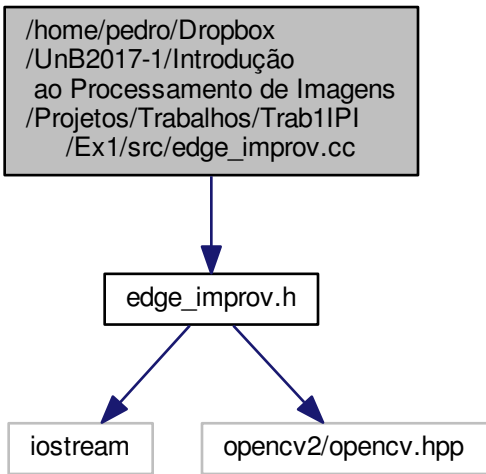 /home/pedro/Dropbox
/UnB2017-1/Introdução
ao Processamento de Imagens
/Projetos/Trabalhos/Trab1IPI
/Ex1/src/edge_improv.cc
edge_improv.h
iostream
opencv2/opencv.hpp